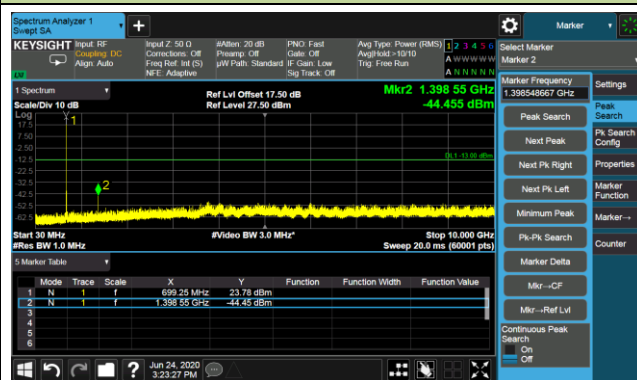 Spectrum Analyzer 1
Swept SA
+
Marker
KEYSIGHT
Input: RF
Coupling: DC
Align: Auto
Input Z: 50 Ω
Corrections: Off
Freq Ref: Int (S)
NFE: Adaptive
#Atten: 20 dB
Preamp: Off
µW Path: Standard
PNO: Fast
Gate: Off
IF Gain: Low
Sig Track: Off
Avg Type: Power (RMS)
Avg|Hold:>10/10
Trig: Free Run
1 2 3 4 5 6
A W W W W W
A N N N N N
LXI
Select Marker
Marker 2
1 Spectrum
Scale/Div 10 dB
Ref Lvl Offset 17.50 dB
Ref Level 27.50 dBm
Mkr2 1.398 55 GHz
-44.455 dBm
Log
17.5
7.50
-2.50
-12.5
-22.5
-32.5
-42.5
-52.5
-62.5
1
2
DL1 -13.00 dBm
Start 30 MHz
#Res BW 1.0 MHz
#Video BW 3.0 MHz*
Stop 10.000 GHz
Sweep 20.0 ms (60001 pts)
5 Marker Table
Mode Trace Scale X Y Function Function Width Function Value
1 N 1 f 699.25 MHz 23.78 dBm
2 N 1 f 1.398 55 GHz -44.45 dBm
3
4
5
6
Marker Frequency
1.398548667 GHz
Peak Search
Next Peak
Next Pk Right
Next Pk Left
Minimum Peak
Pk-Pk Search
Marker Delta
Mkr→CF
Mkr→Ref Lvl
Continuous Peak
Search
On
Off
Settings
Peak
Search
Pk Search
Config
Properties
Marker
Function
Marker→
Counter
?
Jun 24, 2020
3:23:27 PM